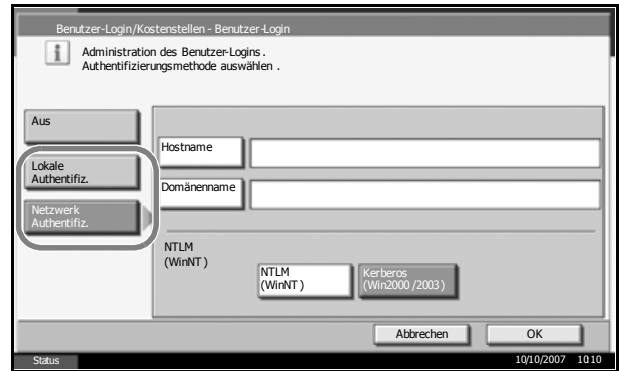 Benutzer-Login/Kostenstellen - Benutzer-Login
Administration des Benutzer-Logins.
Authentifizierungsmethode auswählen .
Aus
Lokale
Authentifiz.
Netzwerk
Authentifiz.
Hostname
Domänenname
NTLM
(WinNT )
NTLM
(WinNT )
Kerberos
(Win2000 /2003 )
Abbrechen
OK
Status
10/10/2007 10:10